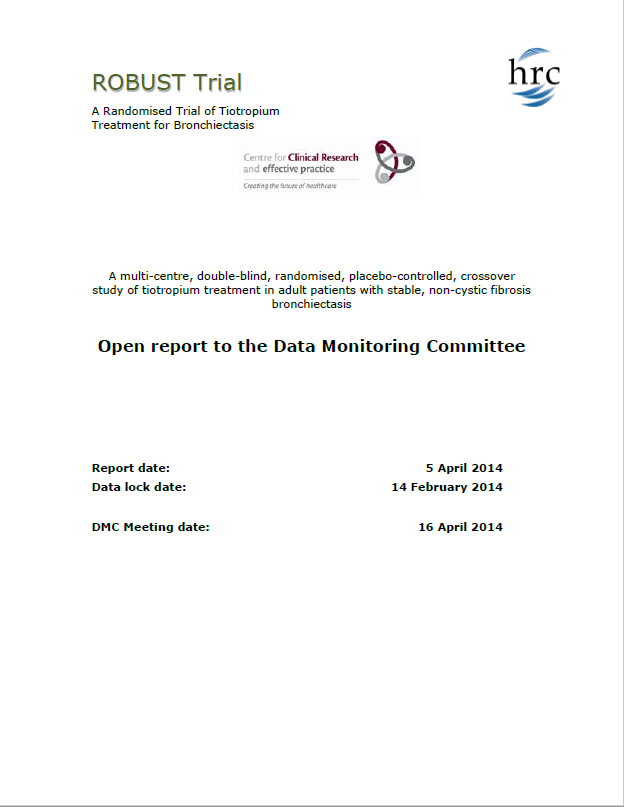 ROBUST Trial
hrc
A Randomised Trial of Tiotropium
Treatment for Bronchiectasis
Centre for Clinical Research
and effective practice
Creating the future of healthcare
A multi-centre, double-blind, randomised, placebo-controlled, crossover
study of tiotropium treatment in adult patients with stable, non-cystic fibrosis
bronchiectasis
Open report to the Data Monitoring Committee
Report date: 5 April 2014
Data lock date: 14 February 2014
DMC Meeting date: 16 April 2014